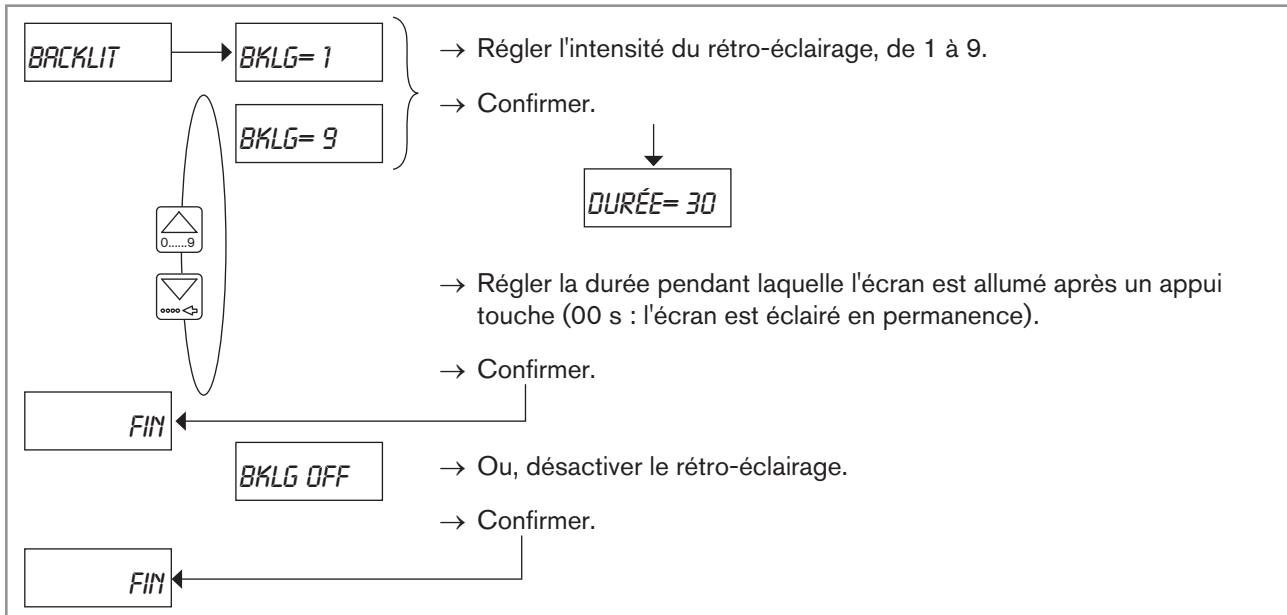 BACKLIT
BKLG= 1
→ Régler l'intensité du rétro-éclairage, de 1 à 9.
→ Confirmer.
BKLG= 9
DURÉE= 30
0......9
→ Régler la durée pendant laquelle l'écran est allumé après un appui
touche (00 s : l'écran est éclairé en permanence).
→ Confirmer.
FIN
BKLG OFF
→ Ou, désactiver le rétro-éclairage.
→ Confirmer.
FIN